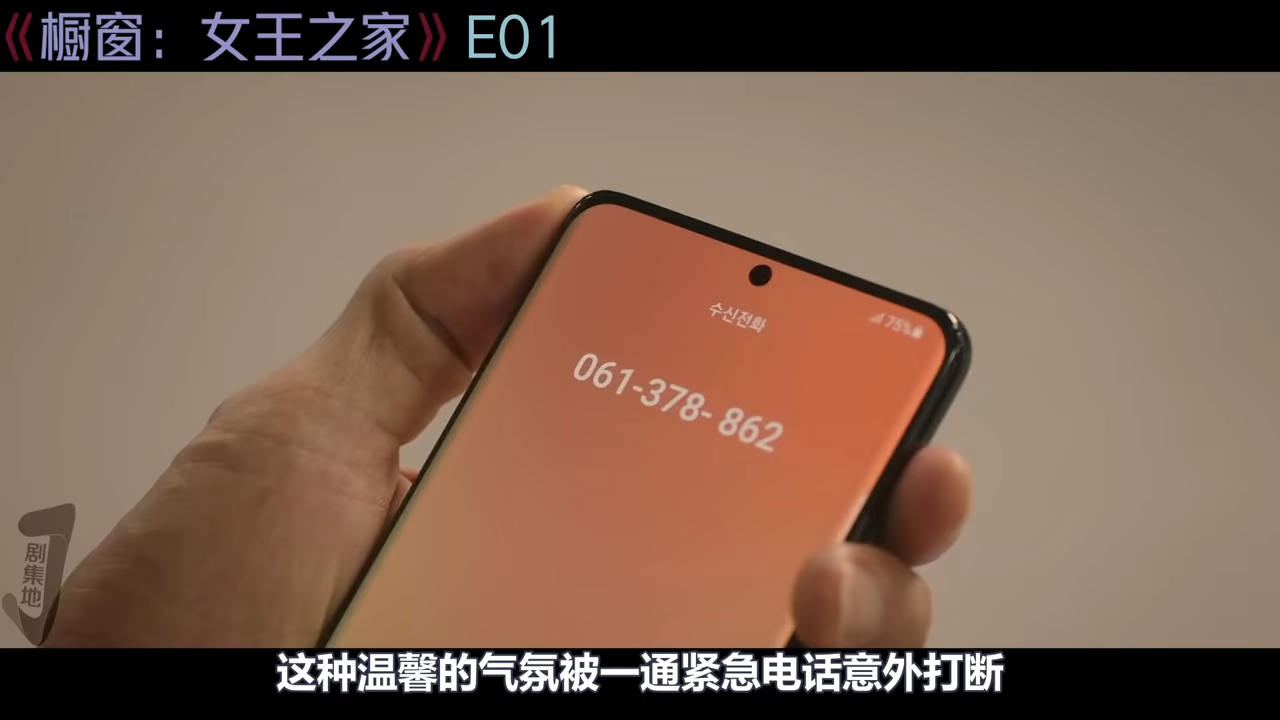 《橱窗：女王之家》E01
수신전화
75%
061-378- 862
剧集地
这种温馨的气氛被一通紧急电话意外打断